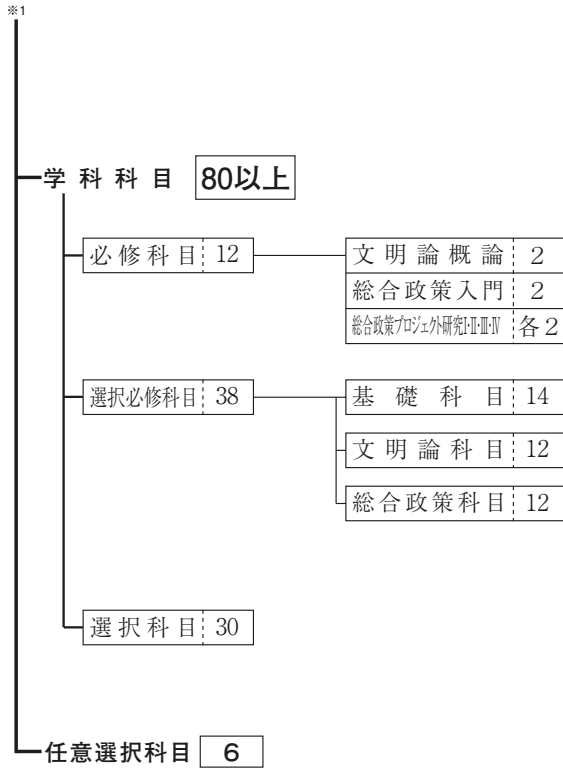 ※1
学科科目 80以上
必修科目 12
文明論概論 2
総合政策入門 2
総合政策プロジェクト研究Ⅰ・Ⅱ・Ⅲ・Ⅳ 各2
選択必修科目 38
基礎科目 14
文明論科目 12
総合政策科目 12
選択科目 30
任意選択科目 6